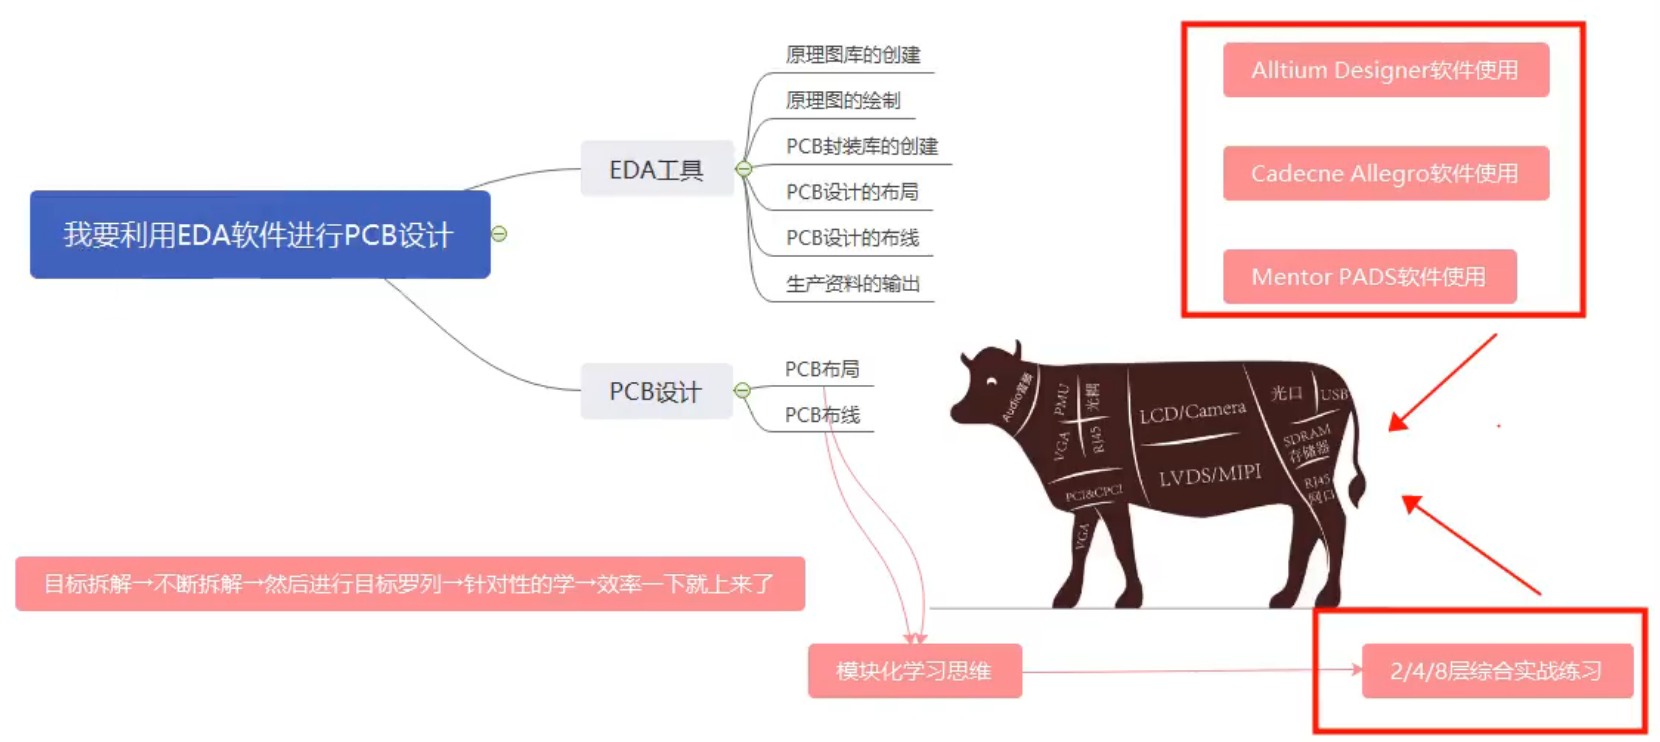 我要利用EDA软件进行PCB设计
EDA工具
原理图库的创建
原理图的绘制
PCB封装库的创建
PCB设计的布局
PCB设计的布线
生产资料的输出
PCB设计
PCB布局
PCB布线
Alltium Designer软件使用
Cadecne Allegro软件使用
Mentor PADS软件使用
Audio音频
PMU
光耦
VGA
RJ45
PCI&CPCI
VGA
LCD/Camera
LVDS/MIPI
光口
USB
SDRAM
存储器
RJ45
网口
目标拆解→不断拆解→然后进行目标罗列→针对性的学→效率一下就上来了
模块化学习思维
2/4/8层综合实战练习